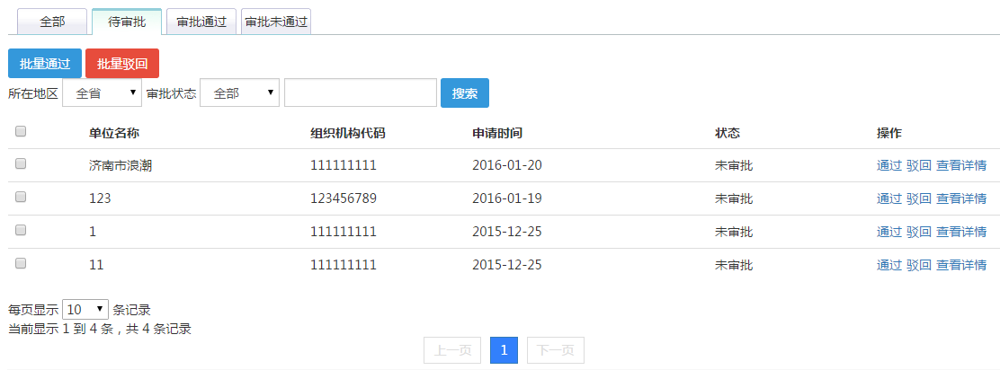 全部 待审批 审批通过 审批未通过
批量通过 批量驳回
所在地区 全省 审批状态 全部 搜索
单位名称 组织机构代码 申请时间 状态 操作
济南市浪潮 111111111 2016-01-20 未审批 通过 驳回 查看详情
123 123456789 2016-01-19 未审批 通过 驳回 查看详情
1 111111111 2015-12-25 未审批 通过 驳回 查看详情
11 111111111 2015-12-25 未审批 通过 驳回 查看详情
每页显示 10 条记录
当前显示 1 到 4 条，共 4 条记录
上一页 1 下一页